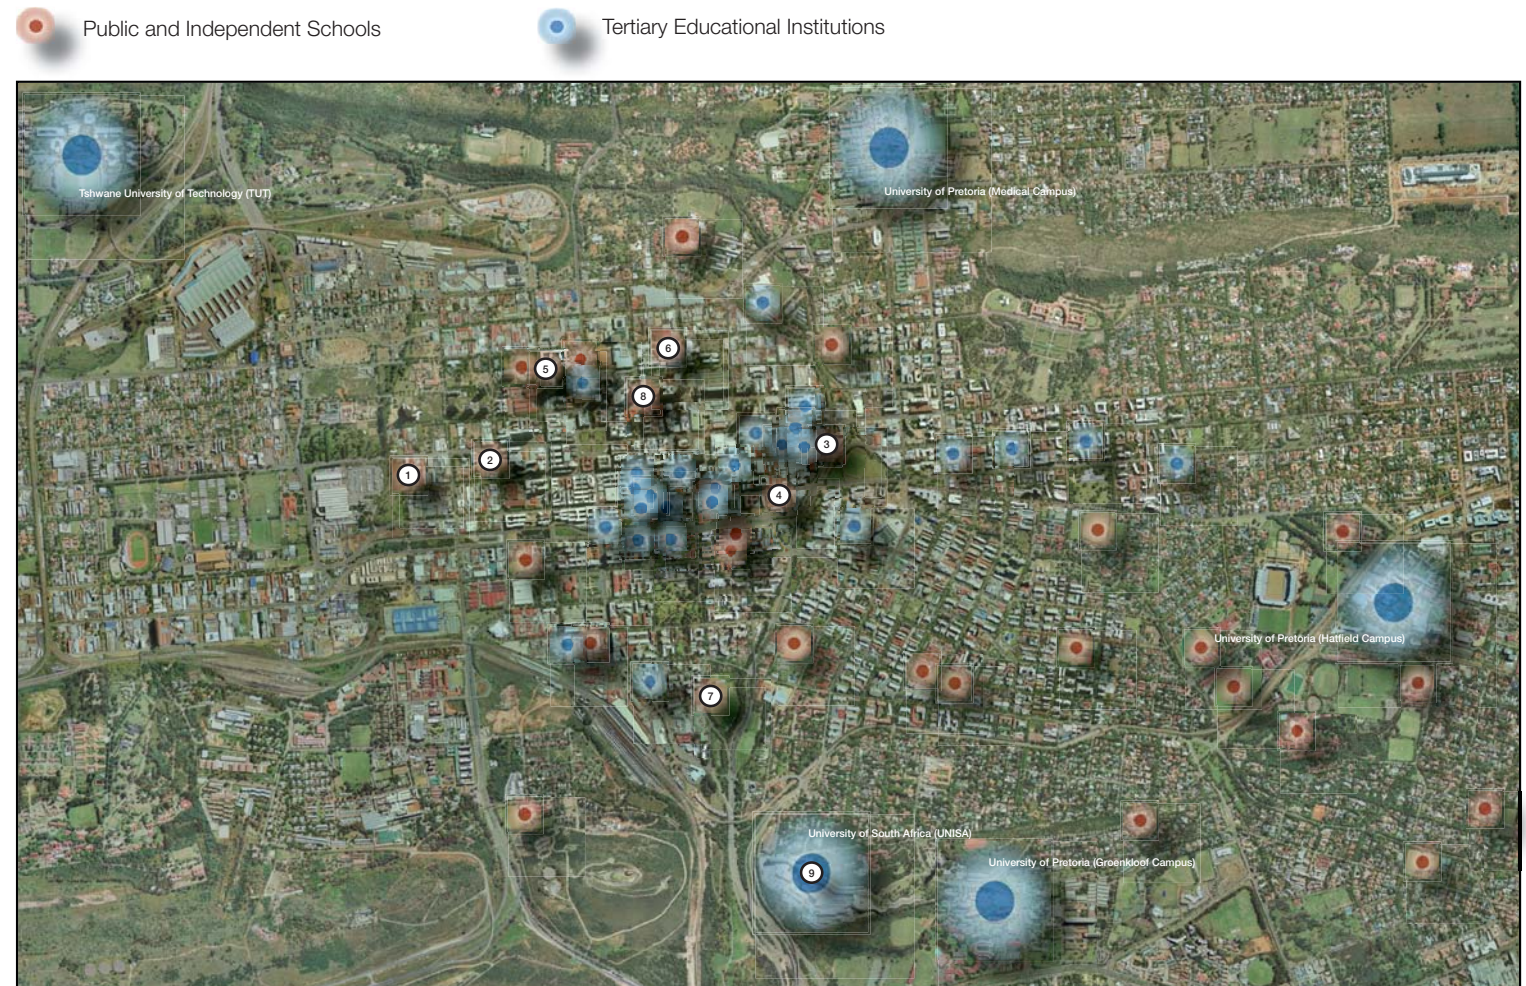 Public and Independent Schools
Tertiary Educational Institutions
Tshwane University of Technology (TUT)
University of Pretoria (Medical Campus)
6
5
8
3
2
1
4
University of Pretoria (Hatfield Campus)
7
University of South Africa (UNISA)
University of Pretoria (Groenkloof Campus)
9